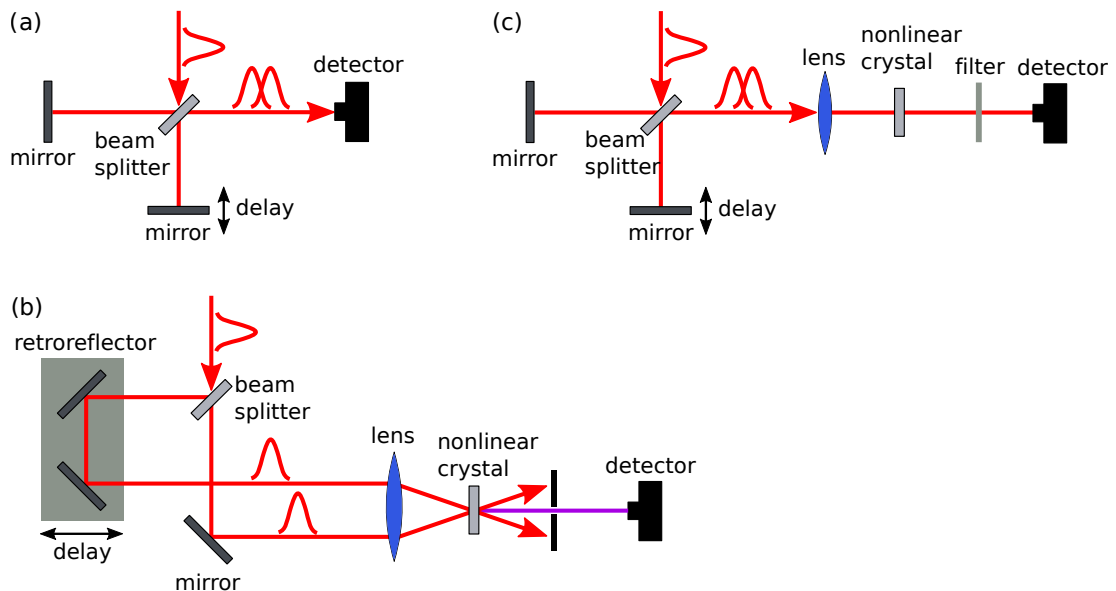 (a)
detector
mirror
beam
splitter
delay
mirror
(c)
lens
nonlinear
crystal
filter
detector
mirror
beam
splitter
delay
mirror
(b)
retroreflector
beam
splitter
lens
nonlinear
crystal
detector
delay
mirror